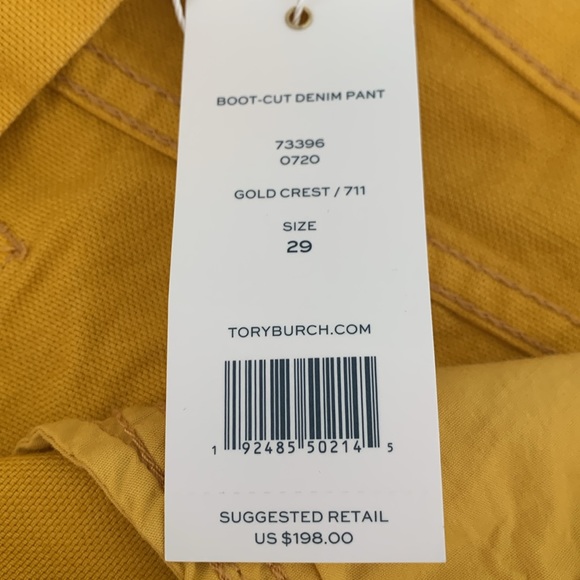 BOOT-CUT DENIM PANT
73396
0720
GOLD CREST / 711
SIZE
29
TORYBURCH.COM
1 92485 50214 5
SUGGESTED RETAIL
US $198.00